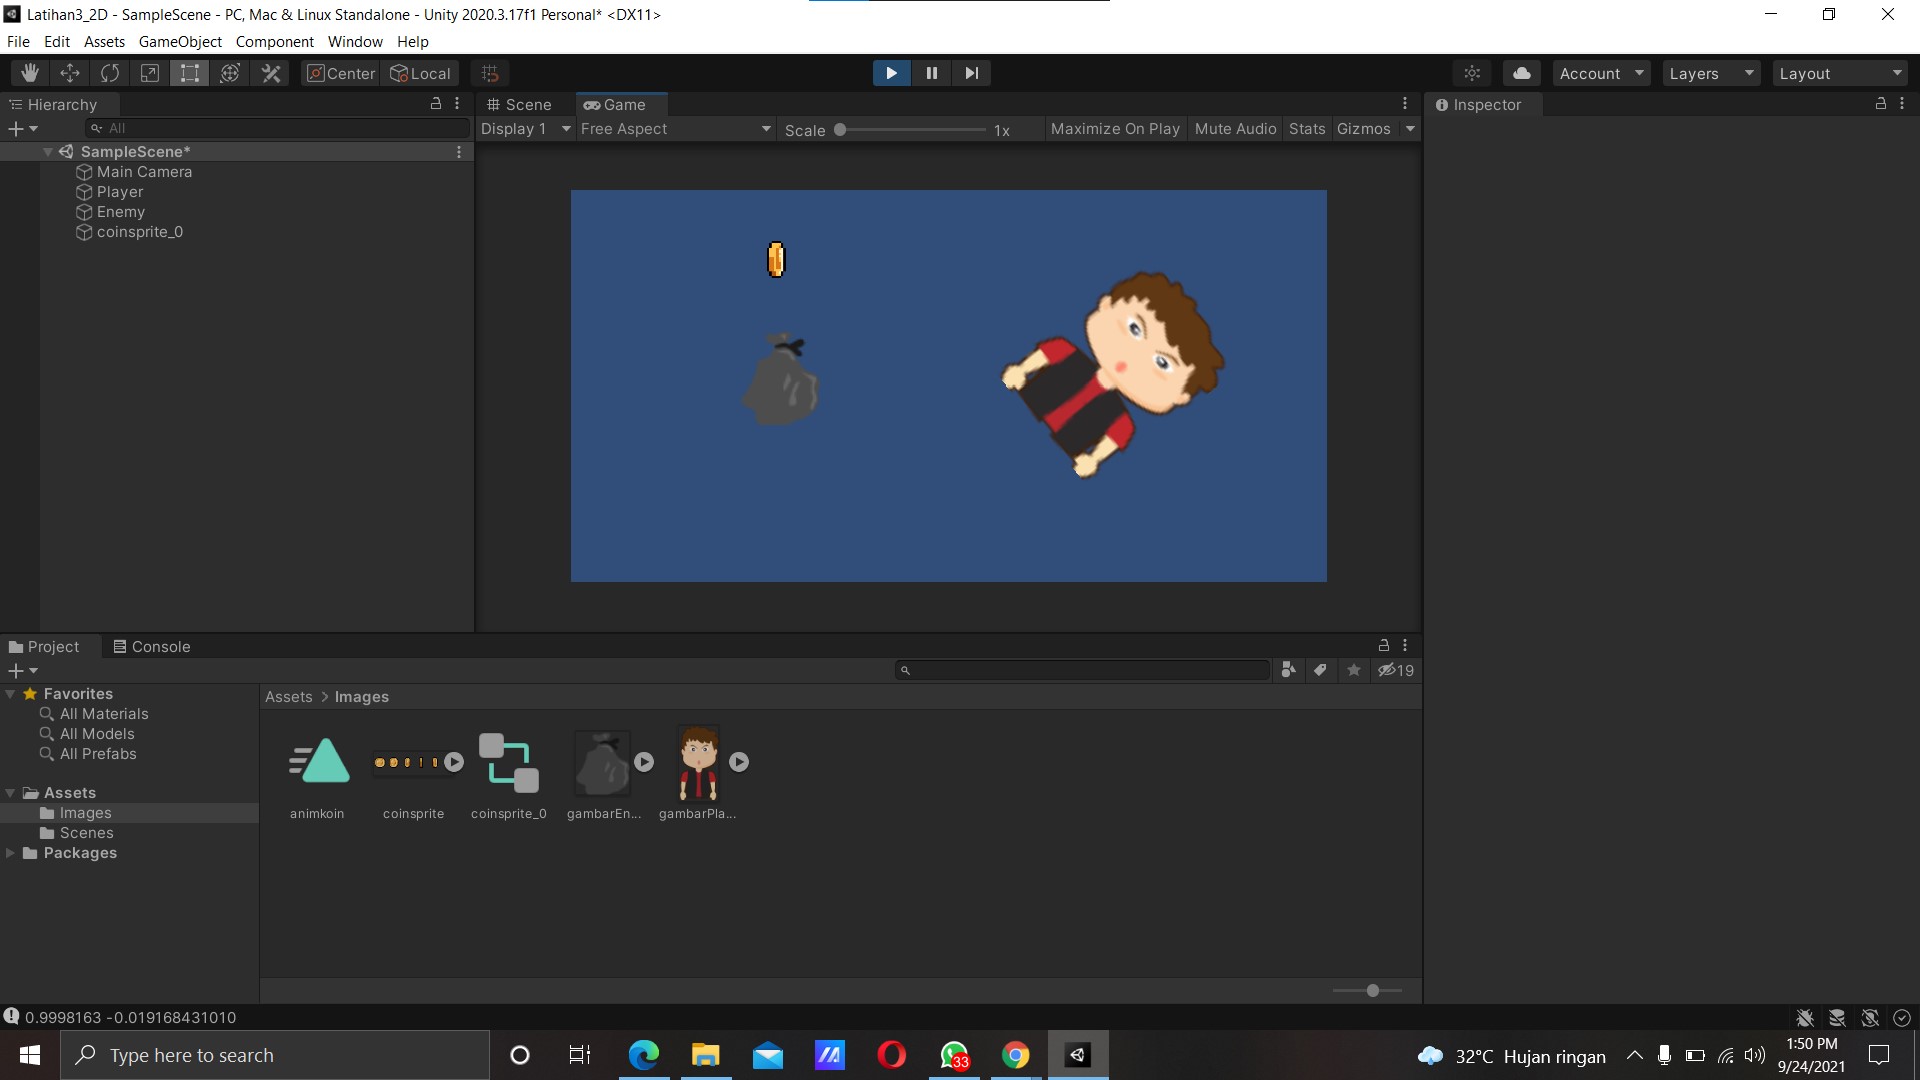 Latihan3_2D - SampleScene - PC, Mac & Linux Standalone - Unity 2020.3.17f1 Personal* <DX11>
File Edit Assets GameObject Component Window Help
Center Local Account Layers Layout
Hierarchy
All
SampleScene*
Main Camera
Player
Enemy
coinsprite_0
Scene Game
Display 1 Free Aspect Scale 1x Maximize On Play Mute Audio Stats Gizmos
Inspector
Project Console
19
Favorites
All Materials
All Models
All Prefabs
Assets
Images
Scenes
Packages
Assets > Images
animkoin coinsprite coinsprite_0 gambarEn... gambarPla...
0.9998163 -0.019168431010
Type here to search
33
32°C Hujan ringan
1:50 PM
9/24/2021